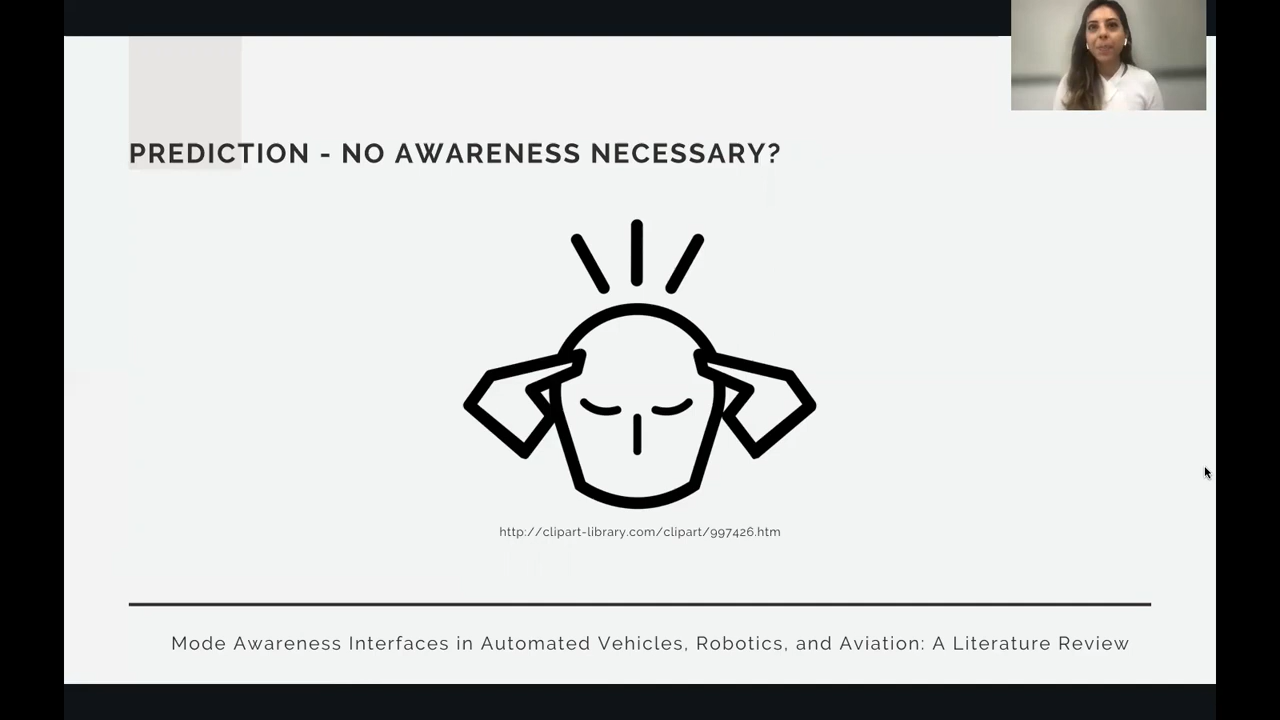 PREDICTION - NO AWARENESS NECESSARY?
http://clipart-library.com/clipart/997426.htm
Mode Awareness Interfaces in Automated Vehicles, Robotics, and Aviation: A Literature Review